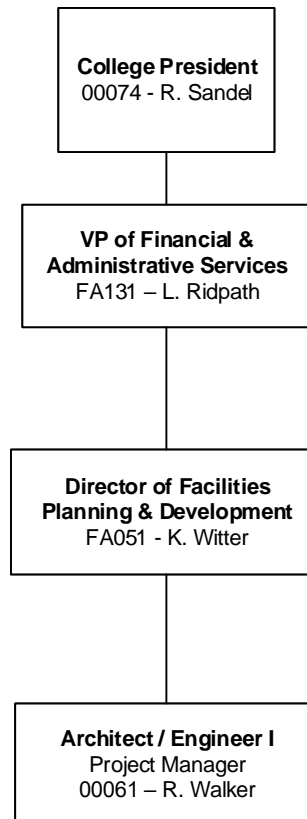 College President
00074 - R. Sandel
VP of Financial &
Administrative Services
FA131 – L. Ridpath
Director of Facilities
Planning & Development
FA051 - K. Witter
Architect / Engineer I
Project Manager
00061 – R. Walker